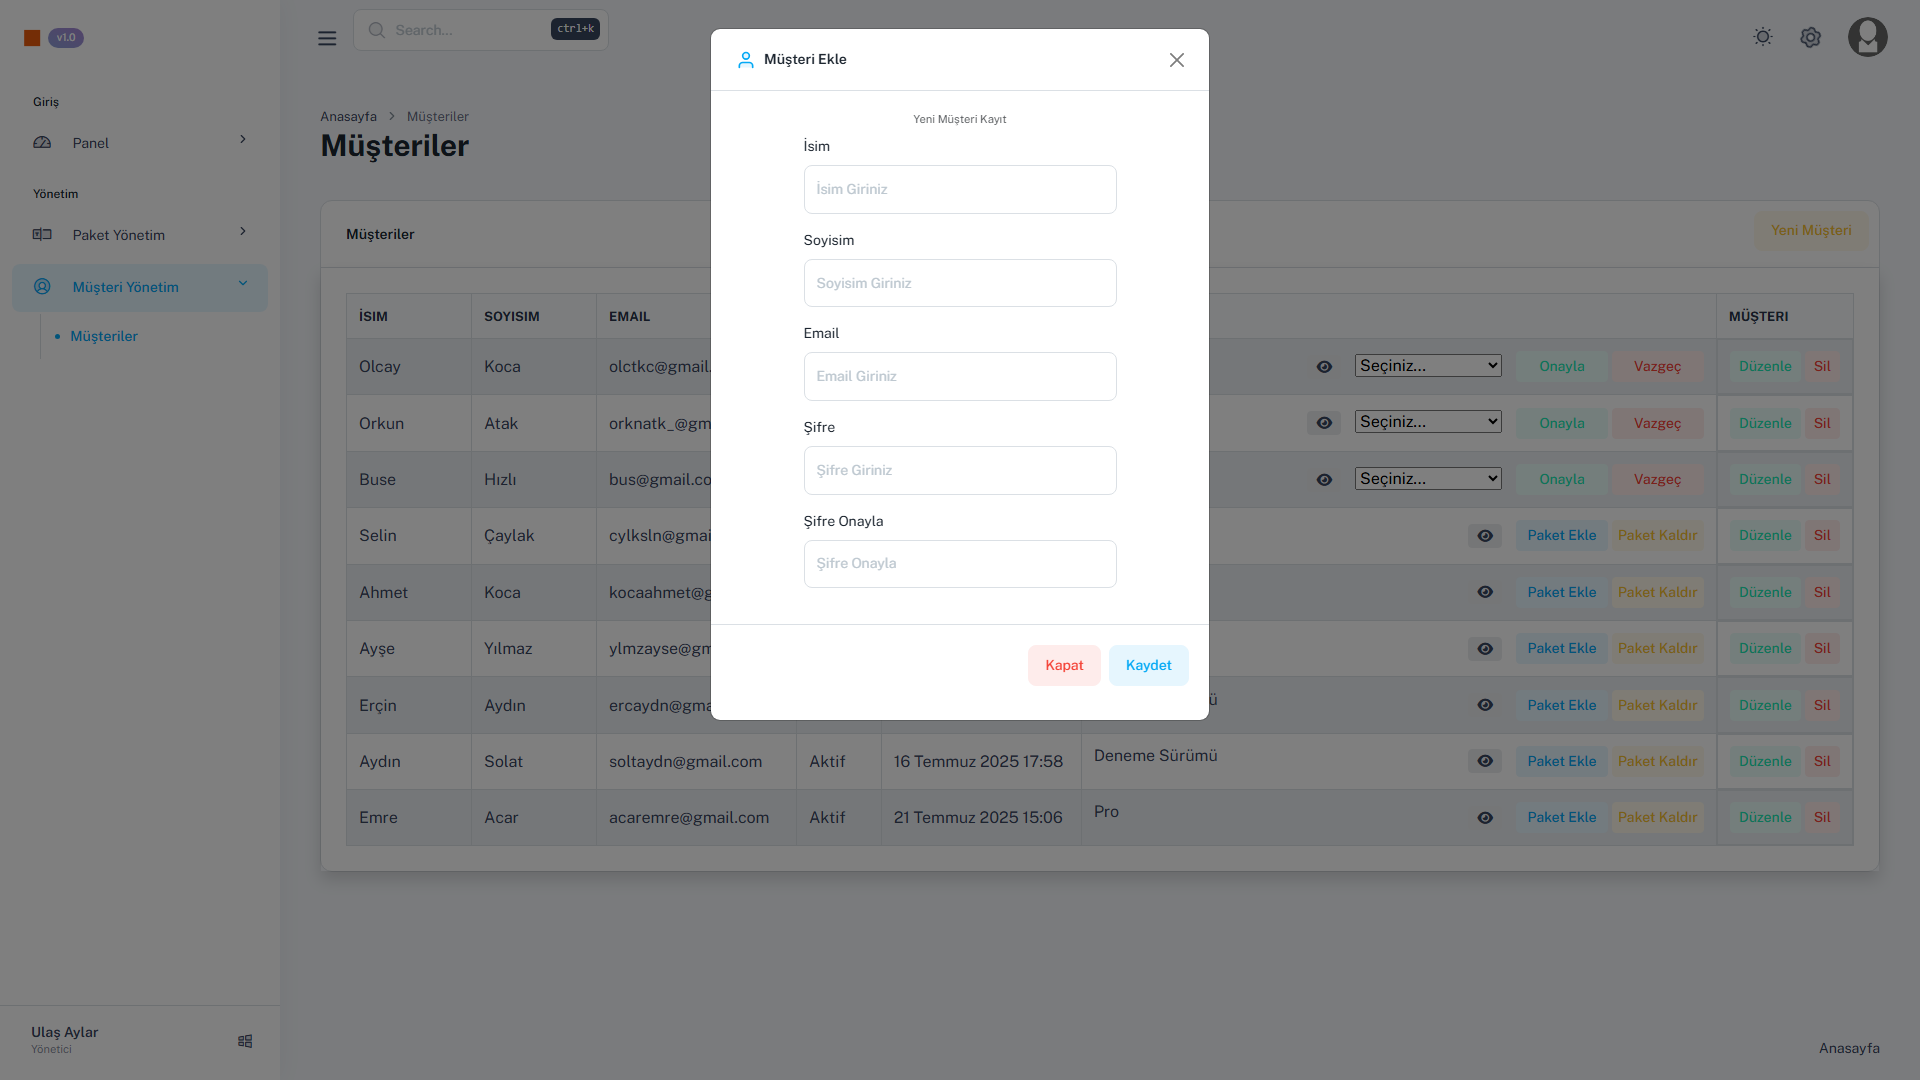 v1.0
Search...
ctrl+k
Giriş
Panel
Yönetim
Paket Yönetim
Müşteri Yönetim
Müşteriler
Ulaş Aylar
Yönetici
Anasayfa
Müşteriler
Müşteriler
Müşteriler
Yeni Müşteri
İSIM SOYISIM EMAIL MÜŞTERI
Olcay Koca olctkc@gmail. Seçiniz... Onayla Vazgeç Düzenle Sil
Orkun Atak orknatk_@gm Seçiniz... Onayla Vazgeç Düzenle Sil
Buse Hızlı bus@gmail.co Seçiniz... Onayla Vazgeç Düzenle Sil
Selin Çaylak cylksln@gmai Paket Ekle Paket Kaldır Düzenle Sil
Ahmet Koca kocaahmet@g Paket Ekle Paket Kaldır Düzenle Sil
Ayşe Yılmaz ylmzayse@gm Paket Ekle Paket Kaldır Düzenle Sil
Erçin Aydın ercaydn@gma ü Paket Ekle Paket Kaldır Düzenle Sil
Aydın Solat soltaydn@gmail.com Aktif 16 Temmuz 2025 17:58 Deneme Sürümü Paket Ekle Paket Kaldır Düzenle Sil
Emre Acar acaremre@gmail.com Aktif 21 Temmuz 2025 15:06 Pro Paket Ekle Paket Kaldır Düzenle Sil
Müşteri Ekle
Yeni Müşteri Kayıt
İsim
İsim Giriniz
Soyisim
Soyisim Giriniz
Email
Email Giriniz
Şifre
Şifre Giriniz
Şifre Onayla
Şifre Onayla
Kapat
Kaydet
Anasayfa